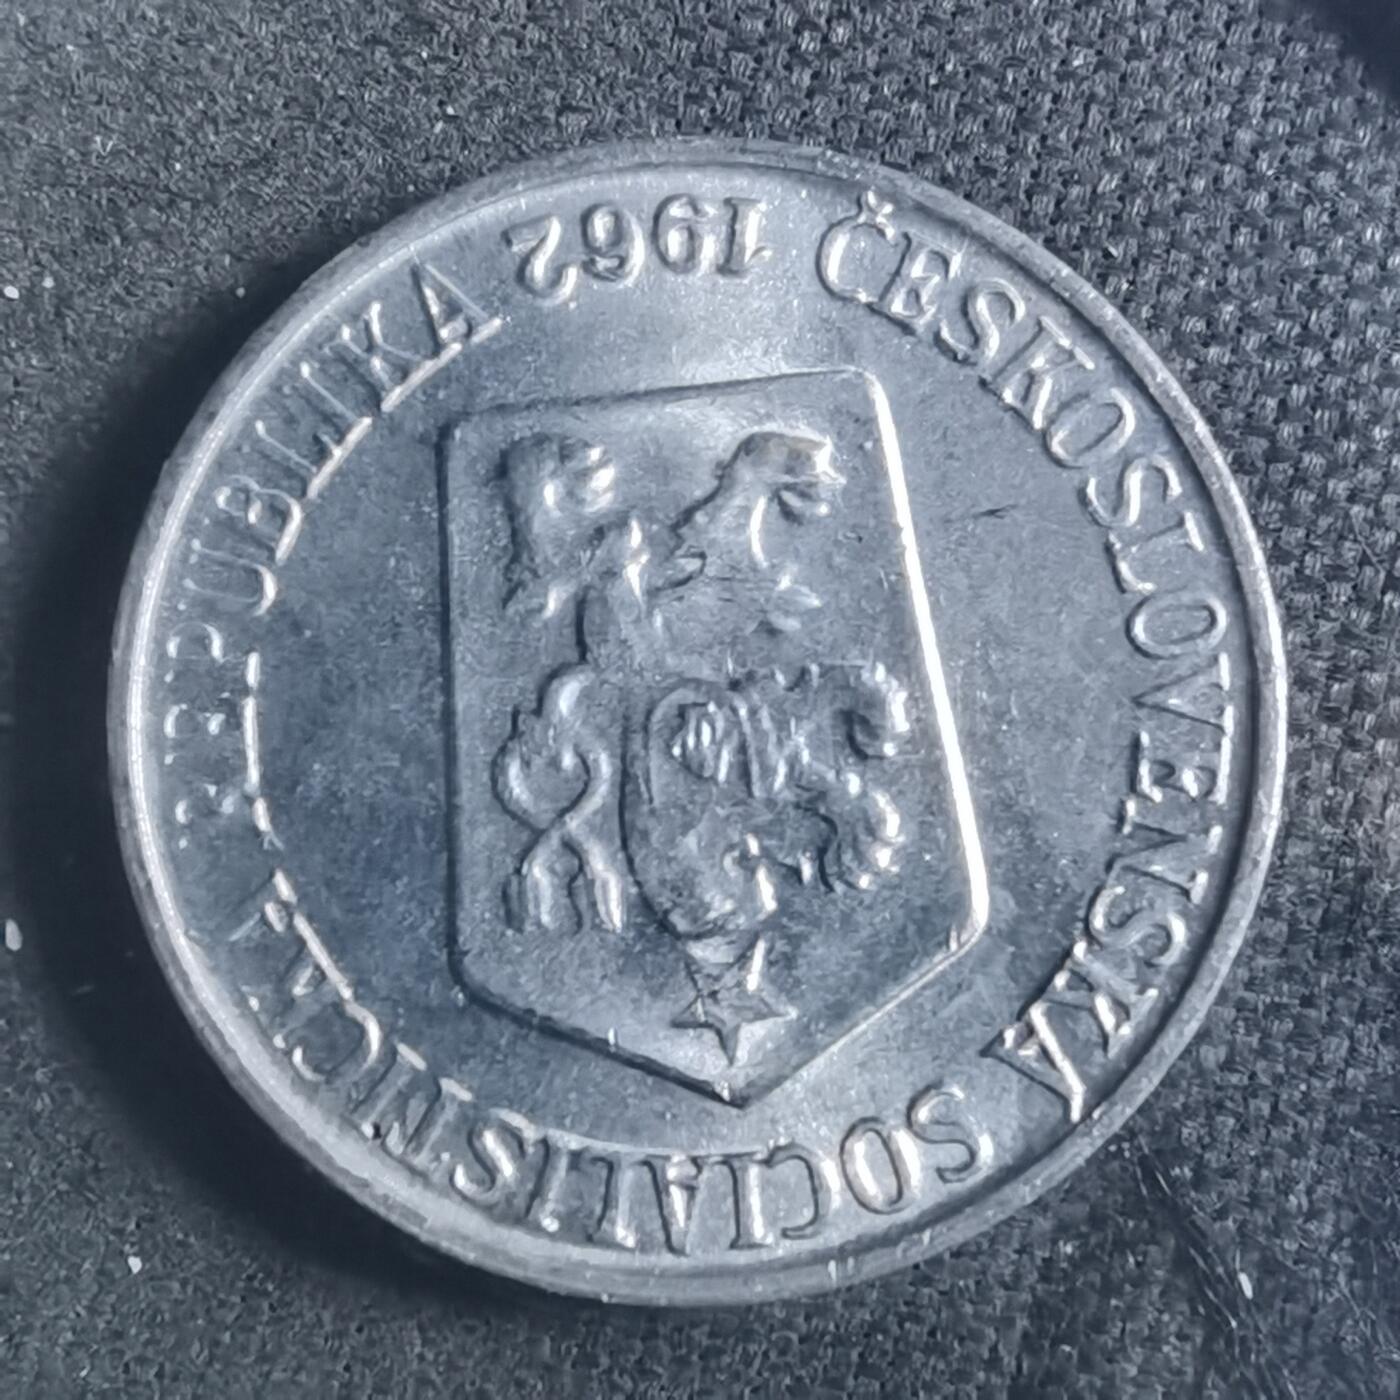 ČESKOSLOVENSKÁ SOCIALISTICKÁ REPUBLIKA
1962